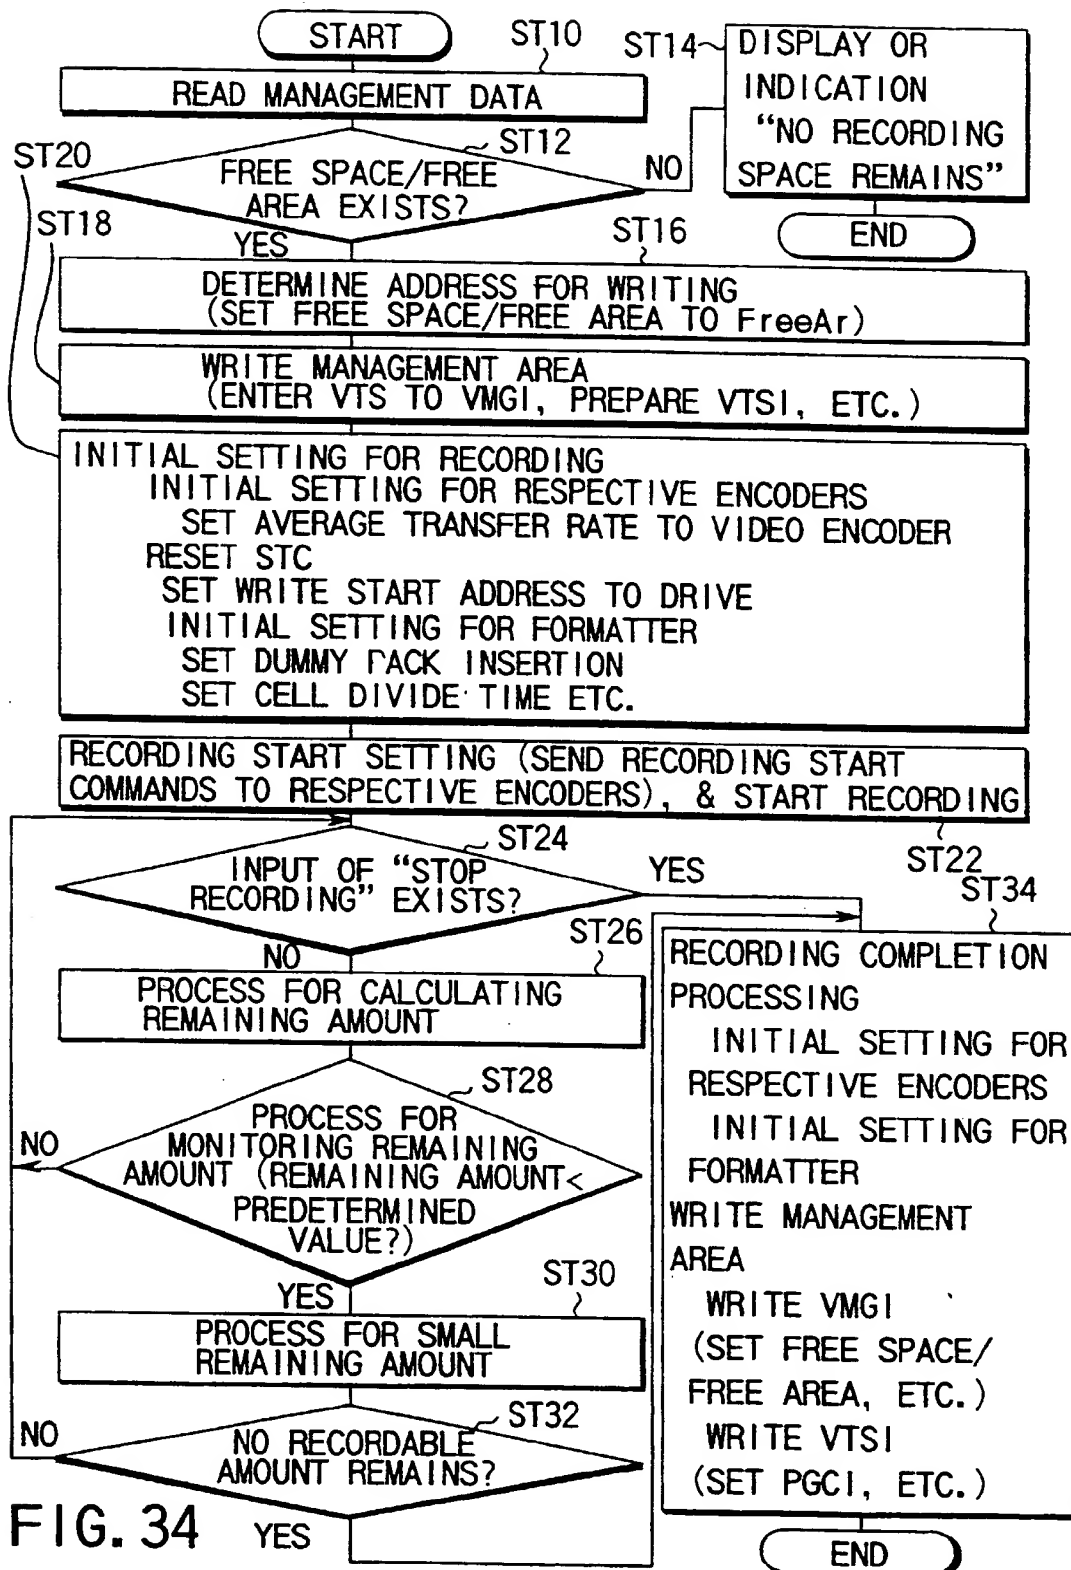 START
ST10
READ MANAGEMENT DATA
ST14
DISPLAY OR
INDICATION
“NO RECORDING
SPACE REMAINS”
END
ST12
FREE SPACE/FREE
AREA EXISTS?
NO
YES
ST20
ST18
ST16
DETERMINE ADDRESS FOR WRITING
(SET FREE SPACE/FREE AREA TO FreeAr)
WRITE MANAGEMENT AREA
(ENTER VTS TO VMGI, PREPARE VTSI, ETC.)
INITIAL SETTING FOR RECORDING
INITIAL SETTING FOR RESPECTIVE ENCODERS
SET AVERAGE TRANSFER RATE TO VIDEO ENCODER
RESET STC
SET WRITE START ADDRESS TO DRIVE
INITIAL SETTING FOR FORMATTER
SET DUMMY PACK INSERTION
SET CELL DIVIDE TIME ETC.
RECORDING START SETTING (SEND RECORDING START
COMMANDS TO RESPECTIVE ENCODERS), & START RECORDING
ST22
ST24
INPUT OF “STOP
RECORDING” EXISTS?
YES
NO
ST26
PROCESS FOR CALCULATING
REMAINING AMOUNT
ST28
PROCESS FOR
MONITORING REMAINING
AMOUNT (REMAINING AMOUNT<
PREDETERMINED
VALUE?)
NO
YES
ST30
PROCESS FOR SMALL
REMAINING AMOUNT
ST32
NO RECORDABLE
AMOUNT REMAINS?
NO
YES
ST34
RECORDING COMPLETION
PROCESSING
INITIAL SETTING FOR
RESPECTIVE ENCODERS
INITIAL SETTING FOR
FORMATTER
WRITE MANAGEMENT
AREA
WRITE VMGI
(SET FREE SPACE/
FREE AREA, ETC.)
WRITE VTSI
(SET PGCI, ETC.)
END
FIG. 34